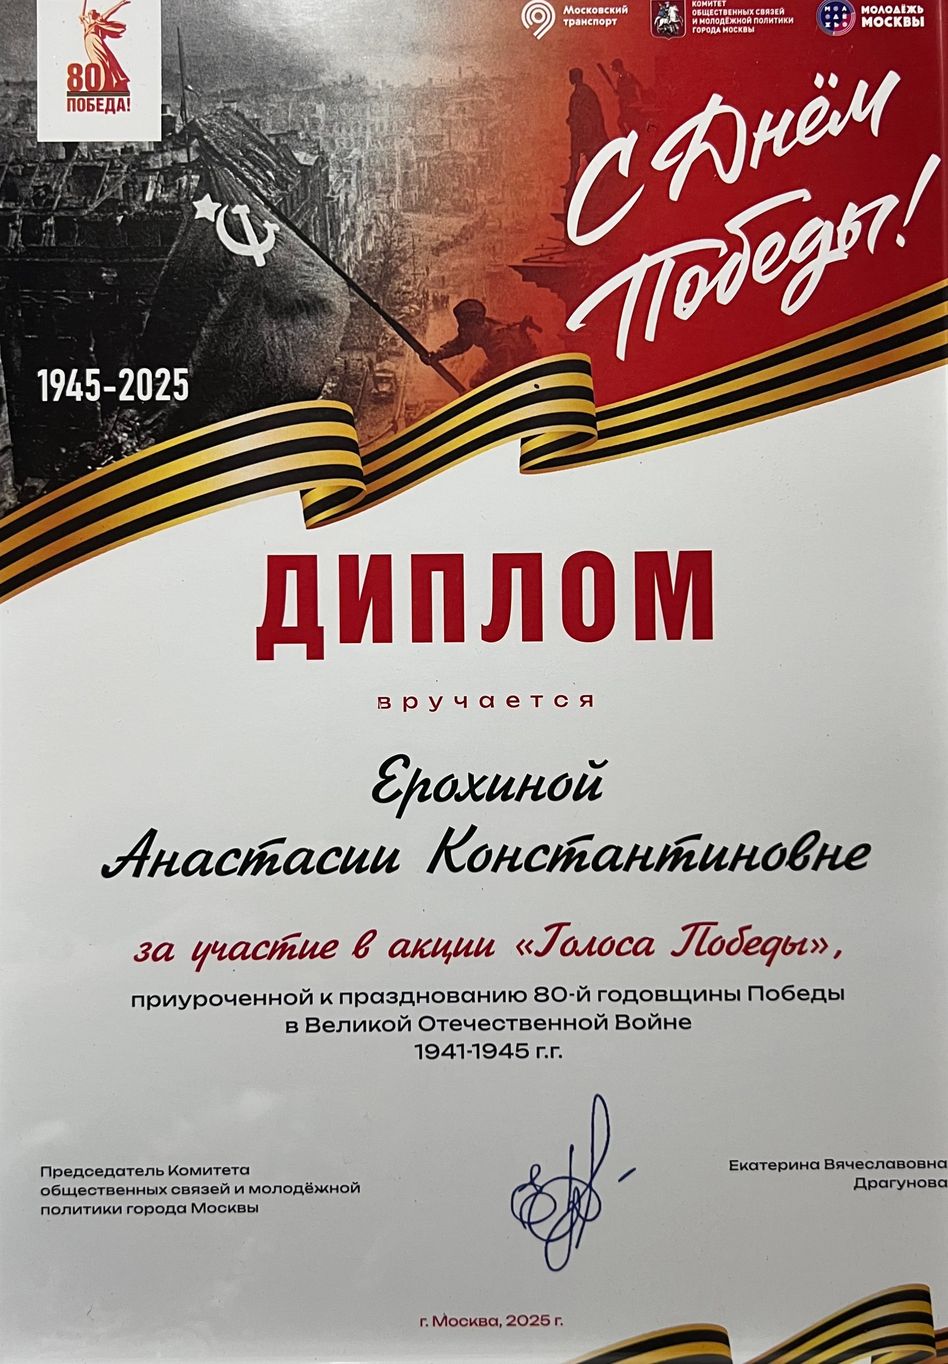 80
ПОБЕДА!
Московский
транспорт
КОМИТЕТ
ОБЩЕСТВЕННЫХ СВЯЗЕЙ
И МОЛОДЁЖНОЙ ПОЛИТИКИ
ГОРОДА МОСКВЫ
МОЛОДЁЖЬ
МОСКВЫ
С Днём
Победы!
1945-2025
ДИПЛОМ
вручается
Ерохиной
Анастасии Константиновне
за участие в акции «Голоса Победы»,
приуроченной к празднованию 80-й годовщины Победы
в Великой Отечественной Войне
1941-1945 г.г.
Председатель Комитета
общественных связей и молодёжной
политики города Москвы
Екатерина Вячеславовна
Драгунова
г. Москва, 2025 г.